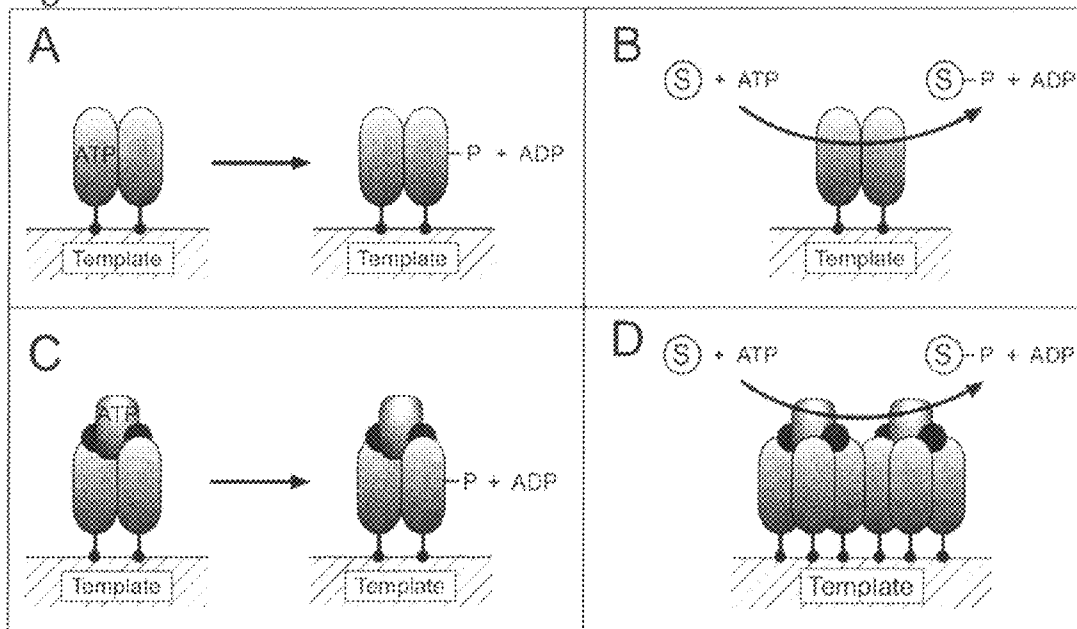 A
ATP
-P + ADP
Template
Template
B
S + ATP
S-P + ADP
Template
C
ATP
-P + ADP
Template
Template
D
S + ATP
S-P + ADP
Template